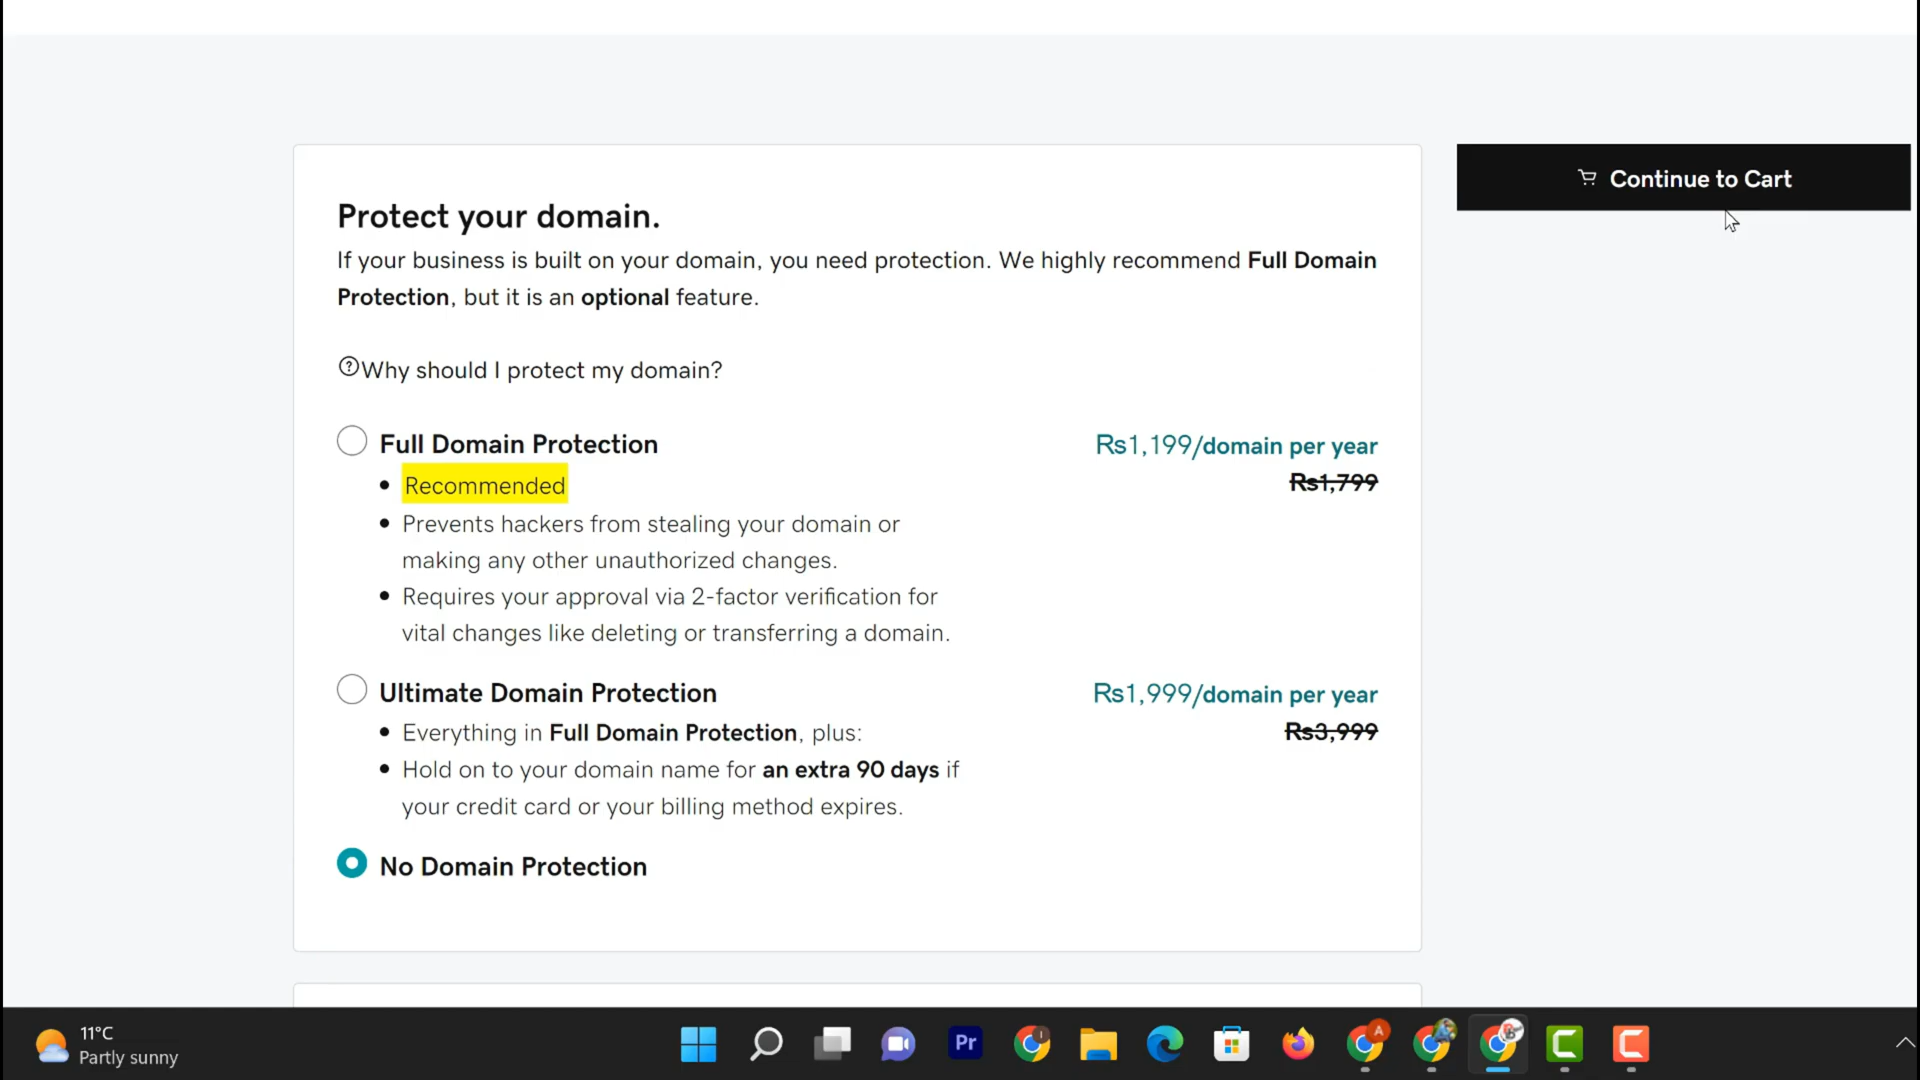 Continue to Cart
Protect your domain.
If your business is built on your domain, you need protection. We highly recommend Full Domain
Protection, but it is an optional feature.
Why should I protect my domain?
Full Domain Protection
Rs1,199/domain per year
Recommended
Rs1,799
Prevents hackers from stealing your domain or
making any other unauthorized changes.
Requires your approval via 2-factor verification for
vital changes like deleting or transferring a domain.
Ultimate Domain Protection
Rs1,999/domain per year
Everything in Full Domain Protection, plus:
Rs3,999
Hold on to your domain name for an extra 90 days if
your credit card or your billing method expires.
No Domain Protection
11°C
Partly sunny
Pr
A